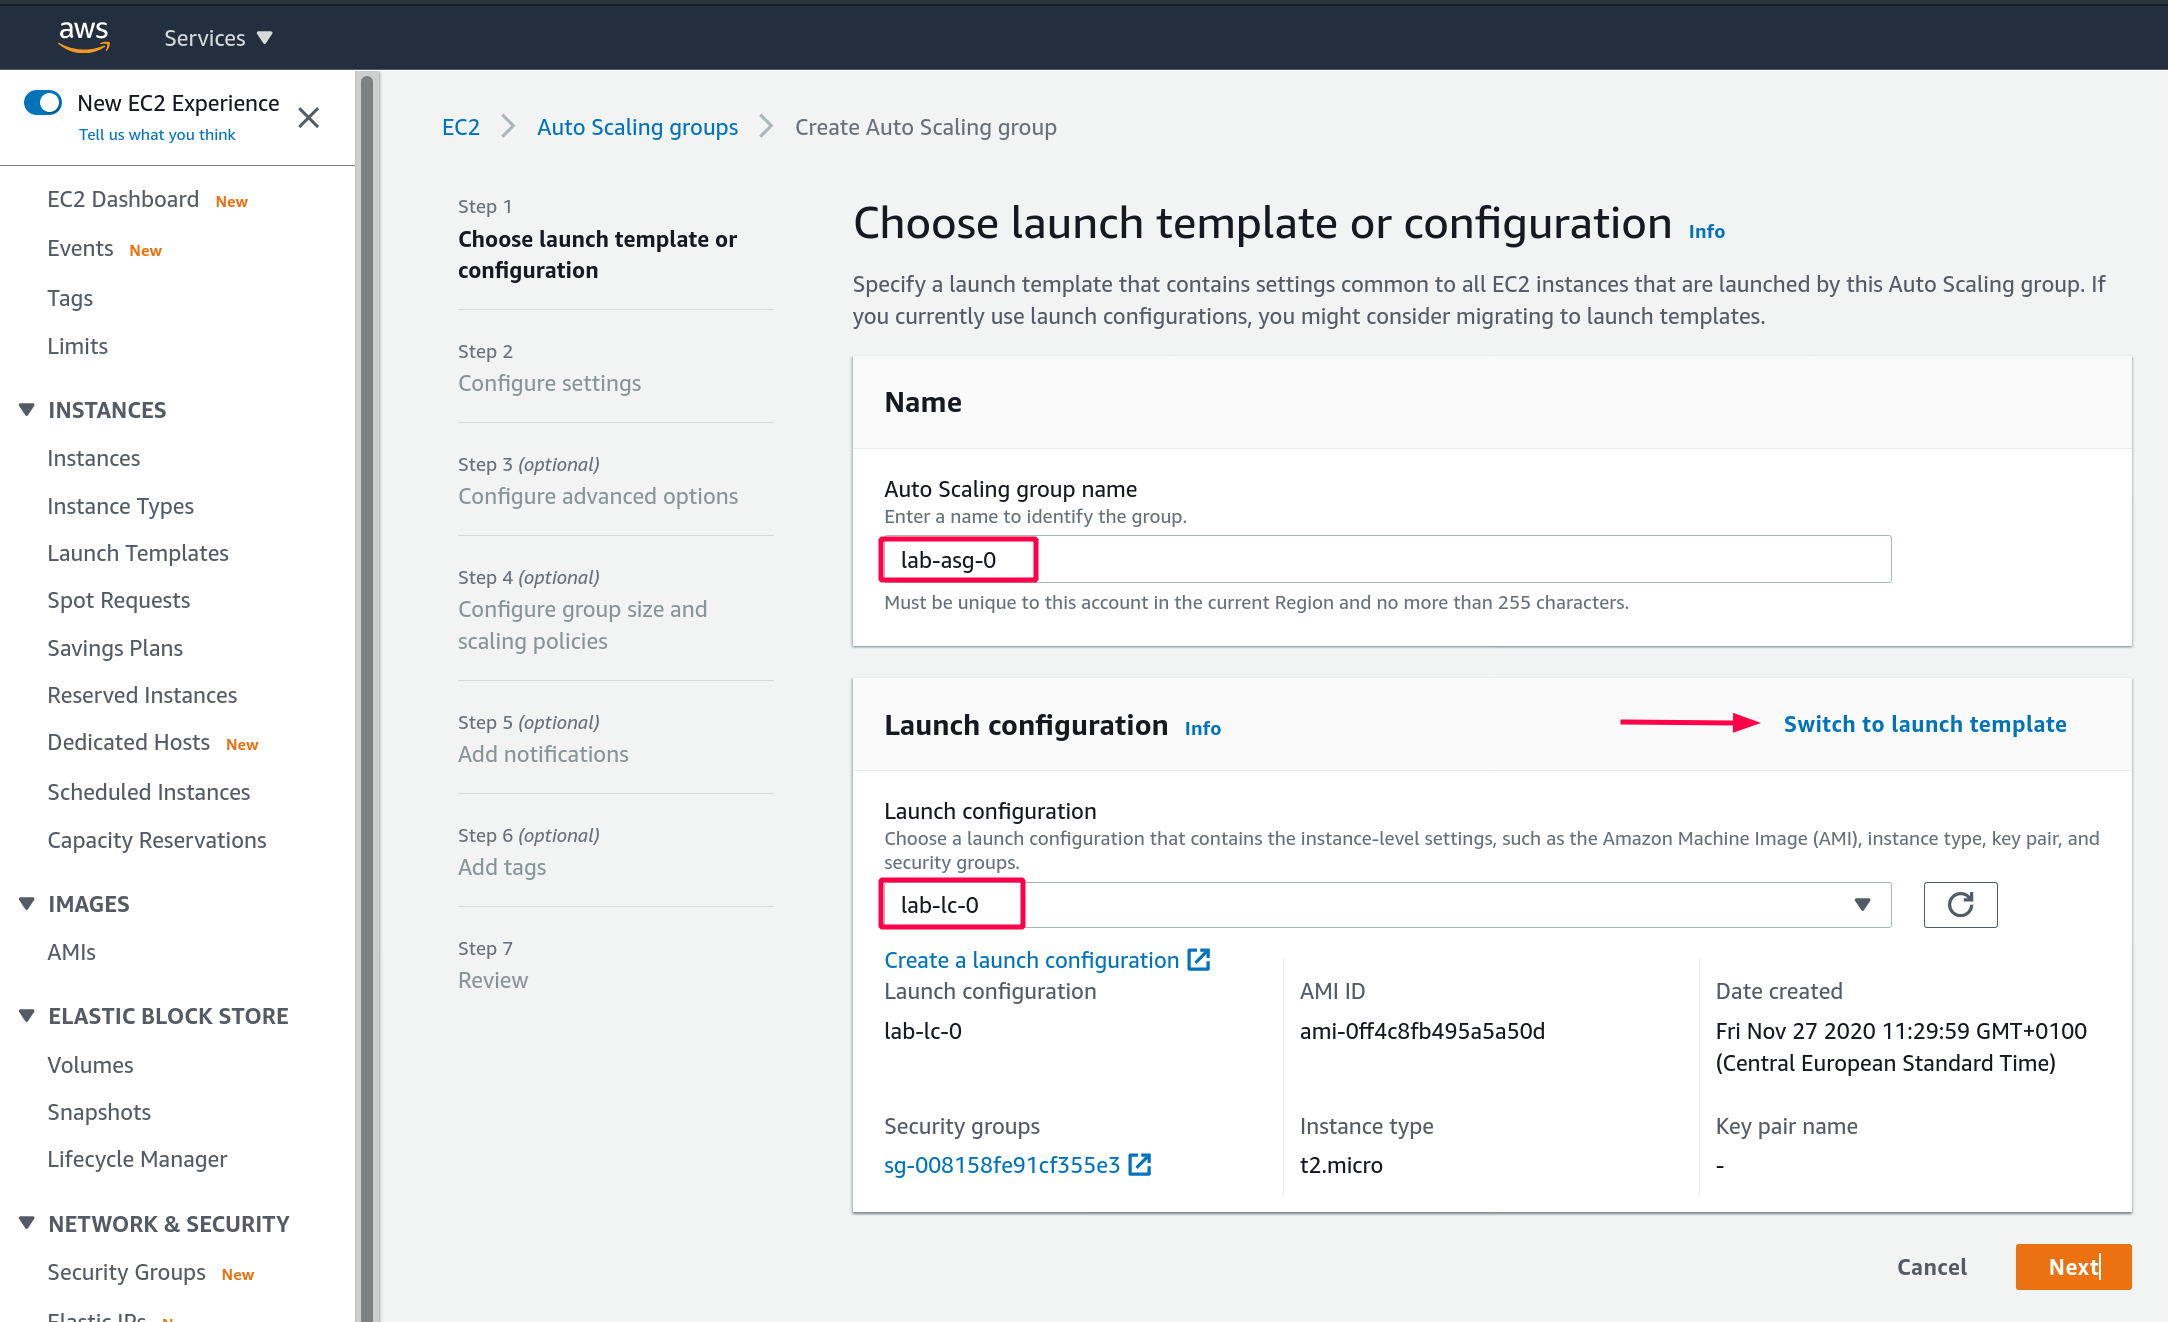 aws
Services
New EC2 Experience
Tell us what you think
EC2 Dashboard New
Events New
Tags
Limits
INSTANCES
Instances
Instance Types
Launch Templates
Spot Requests
Savings Plans
Reserved Instances
Dedicated Hosts New
Scheduled Instances
Capacity Reservations
IMAGES
AMIs
ELASTIC BLOCK STORE
Volumes
Snapshots
Lifecycle Manager
NETWORK & SECURITY
Security Groups New
Elastic IPs
EC2 > Auto Scaling groups > Create Auto Scaling group
Step 1
Choose launch template or
configuration
Step 2
Configure settings
Step 3 (optional)
Configure advanced options
Step 4 (optional)
Configure group size and
scaling policies
Step 5 (optional)
Add notifications
Step 6 (optional)
Add tags
Step 7
Review
Choose launch template or configuration Info
Specify a launch template that contains settings common to all EC2 instances that are launched by this Auto Scaling group. If
you currently use launch configurations, you might consider migrating to launch templates.
Name
Auto Scaling group name
Enter a name to identify the group.
lab-asg-0
Must be unique to this account in the current Region and no more than 255 characters.
Launch configuration Info
Switch to launch template
Launch configuration
Choose a launch configuration that contains the instance-level settings, such as the Amazon Machine Image (AMI), instance type, key pair, and
security groups.
lab-lc-0
Create a launch configuration
Launch configuration
lab-lc-0
AMI ID
ami-0ff4c8fb495a5a50d
Date created
Fri Nov 27 2020 11:29:59 GMT+0100
(Central European Standard Time)
Security groups
sg-008158fe91cf355e3
Instance type
t2.micro
Key pair name
-
Cancel
Next